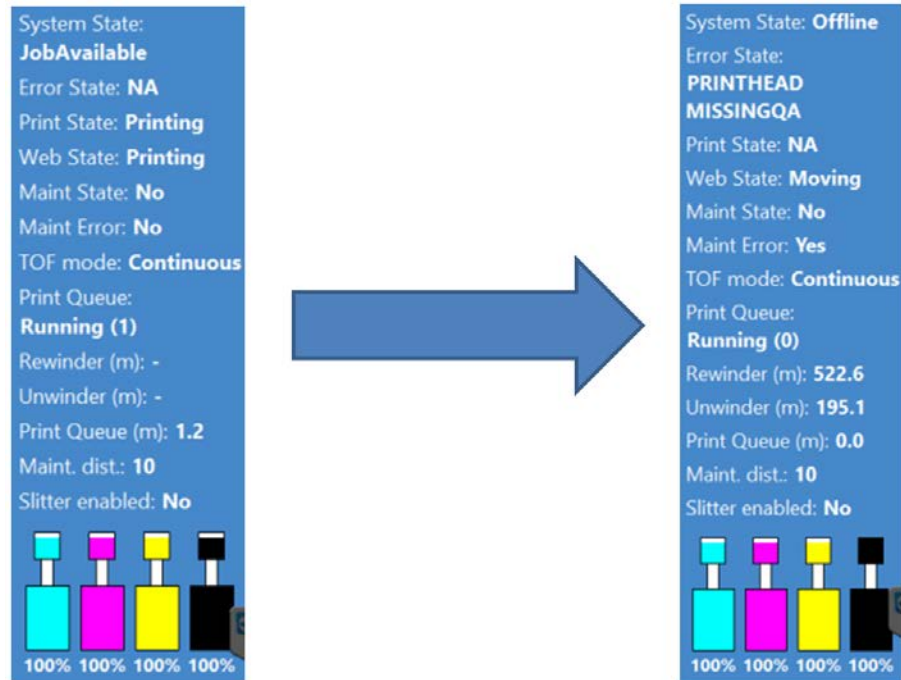 System State:
JobAvailable
Error State: NA
Print State: Printing
Web State: Printing
Maint State: No
Maint Error: No
TOF mode: Continuous
Print Queue:
Running (1)
Rewinder (m): -
Unwinder (m): -
Print Queue (m): 1.2
Maint. dist.: 10
Slitter enabled: No
100% 100% 100% 100%
System State: Offline
Error State:
PRINTHEAD
MISSINGQA
Print State: NA
Web State: Moving
Maint State: No
Maint Error: Yes
TOF mode: Continuous
Print Queue:
Running (0)
Rewinder (m): 522.6
Unwinder (m): 195.1
Print Queue (m): 0.0
Maint. dist.: 10
Slitter enabled: No
100% 100% 100% 100%